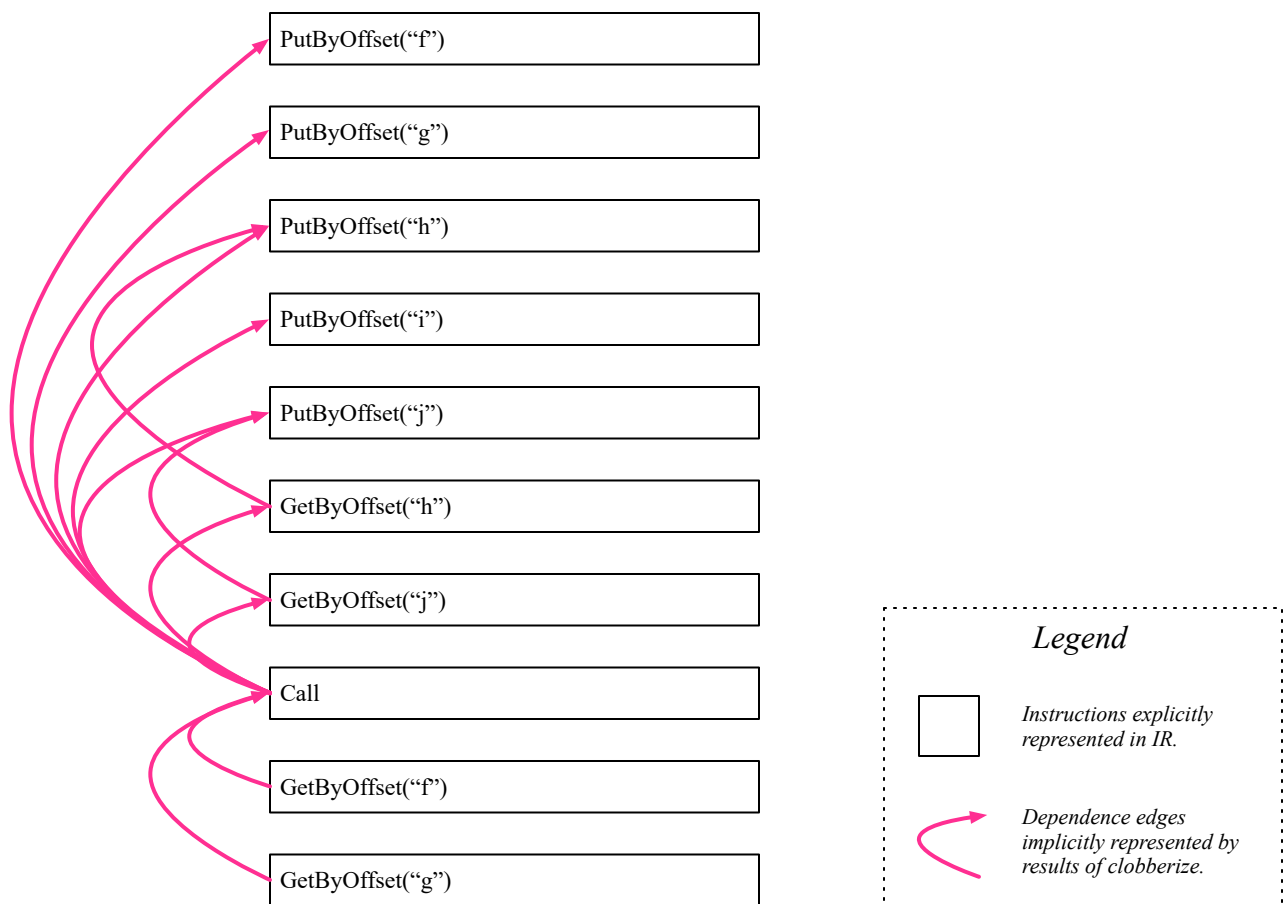 PutByOffset(“f”)
PutByOffset(“g”)
PutByOffset(“h”)
PutByOffset(“i”)
PutByOffset(“j”)
GetByOffset(“h”)
GetByOffset(“j”)
Call
GetByOffset(“f”)
GetByOffset(“g”)
Legend
Instructions explicitly
represented in IR.
Dependence edges
implicitly represented by
results of clobberize.